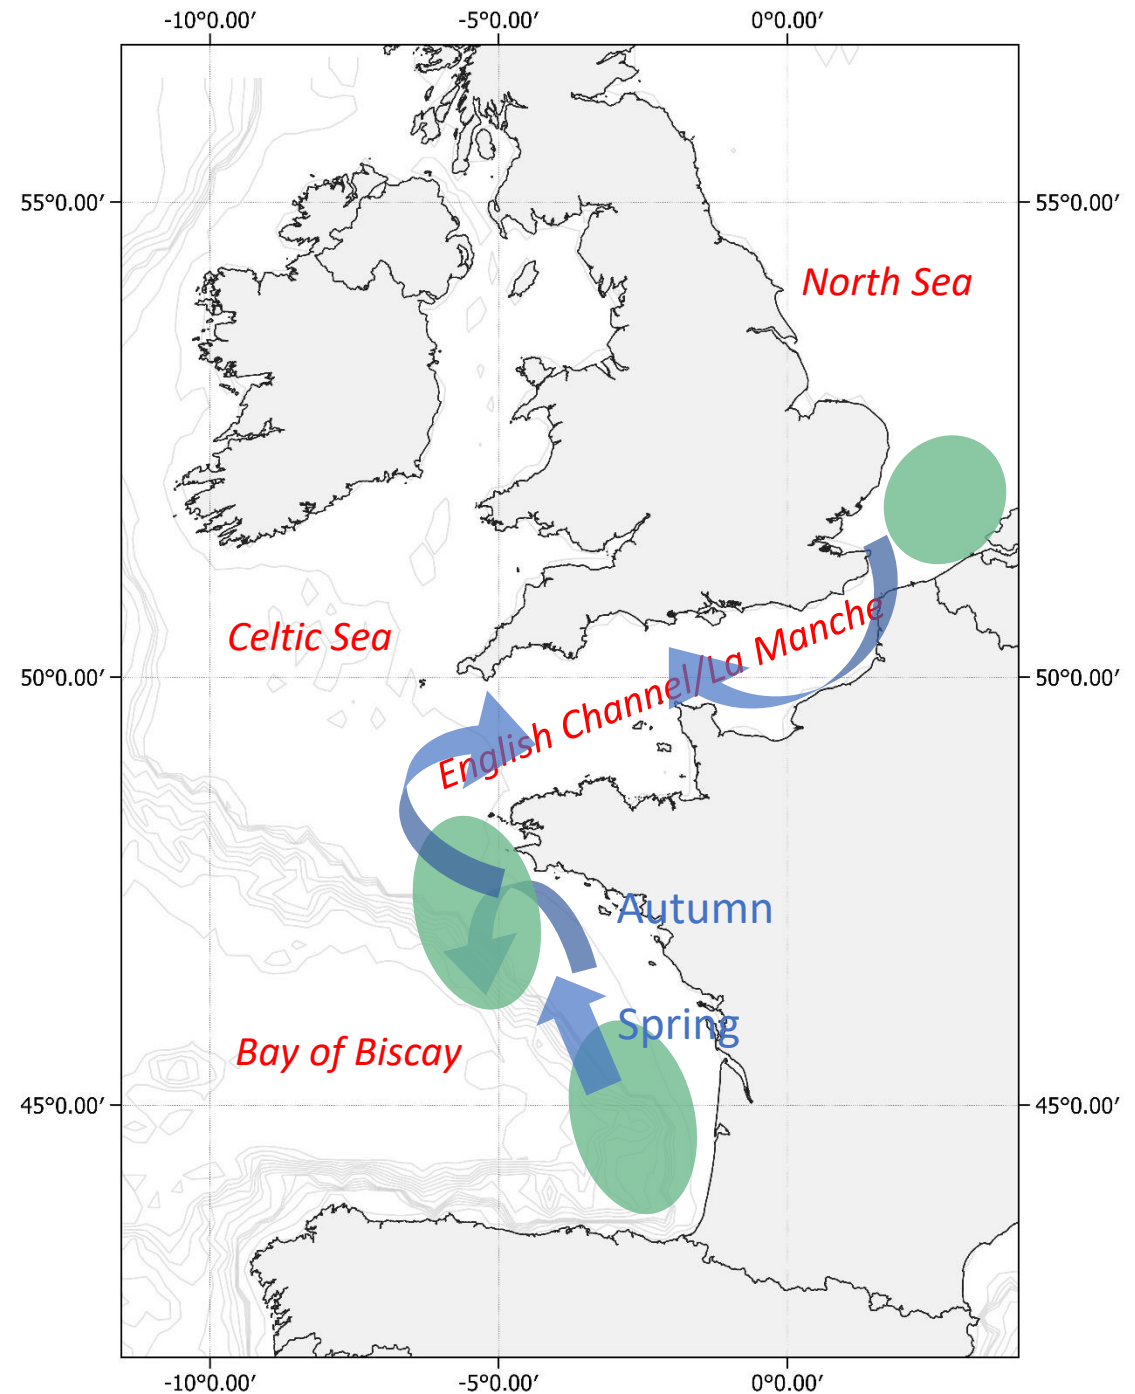 -10°0.00′
-5°0.00′
0°0.00′
55°0.00′
55°0.00′
North Sea
Celtic Sea
English Channel/La Manche
50°0.00′
50°0.00′
Autumn
Spring
Bay of Biscay
45°0.00′
45°0.00′
-10°0.00′
-5°0.00′
0°0.00′